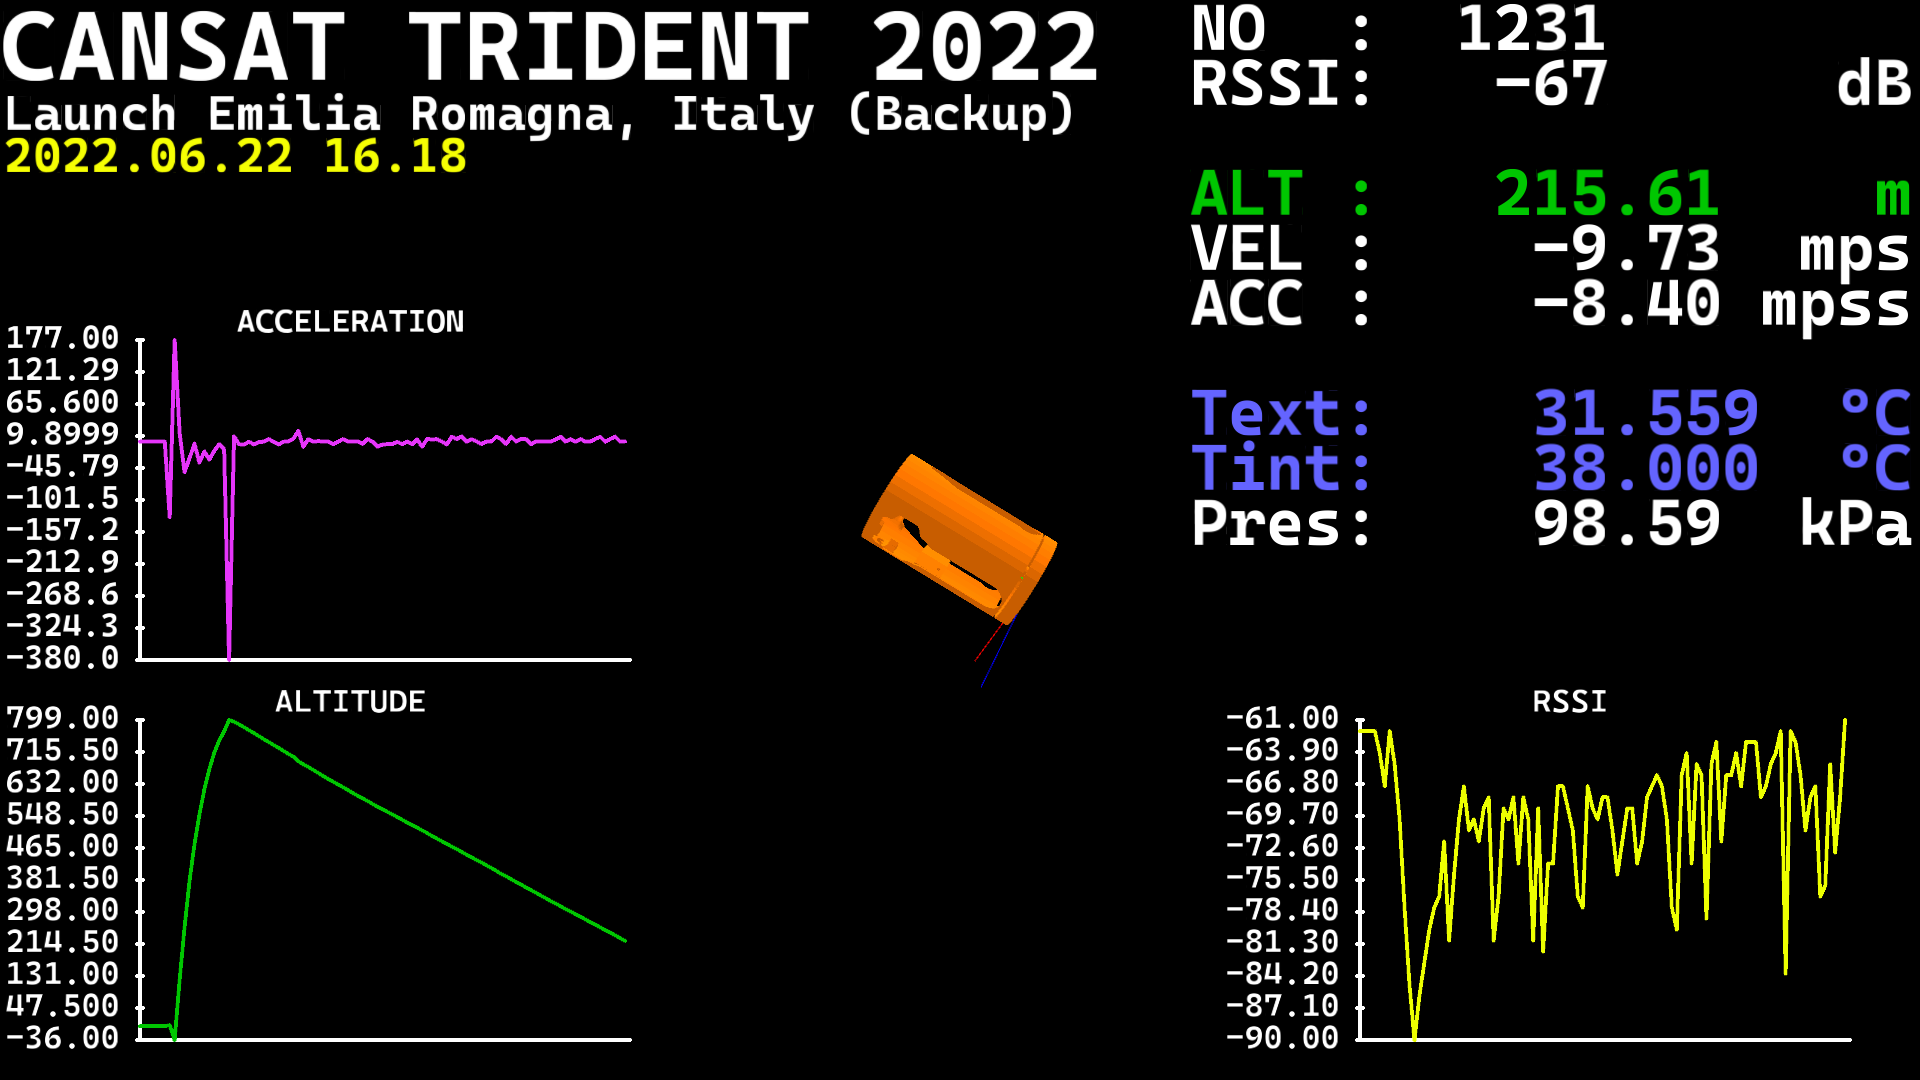 CANSAT TRIDENT 2022
Launch Emilia Romagna, Italy (Backup)
2022.06.22 16.18
NO : 1231
RSSI: -67 dB
ALT : 215.61 m
VEL : -9.73 mps
ACC : -8.40 mpss
Text: 31.559 °C
Tint: 38.000 °C
Pres: 98.59 kPa
ACCELERATION
177.00
121.29
65.600
9.8999
-45.79
-101.5
-157.2
-212.9
-268.6
-324.3
-380.0
ALTITUDE
799.00
715.50
632.00
548.50
465.00
381.50
298.00
214.50
131.00
47.500
-36.00
RSSI
-61.00
-63.90
-66.80
-69.70
-72.60
-75.50
-78.40
-81.30
-84.20
-87.10
-90.00